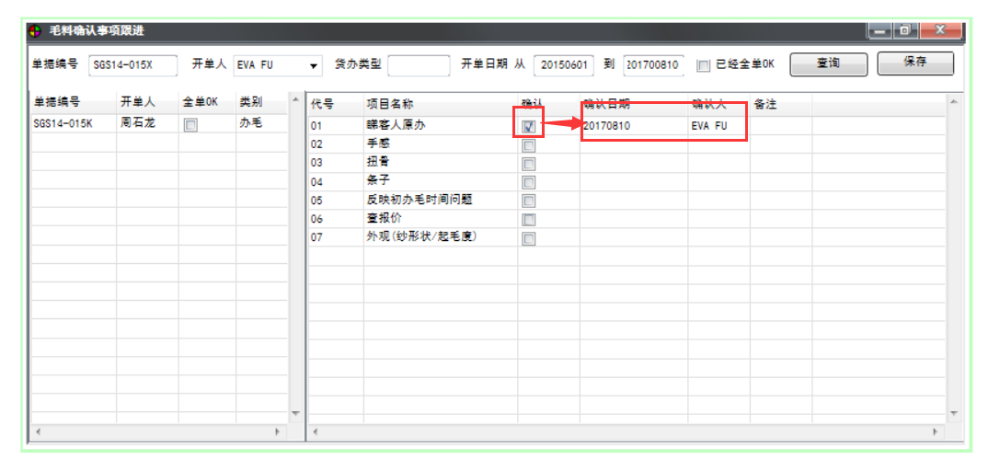 毛料确认事项跟进
单据编号 SGS14-015X 开单人 EVA FU 货办类型 开单日期 从 20150601 到 201700810 已经全单OK 查询 保存
单据编号 开单人 全单OK 类别
SGS14-015K 周石龙 办毛
代号 项目名称 确认 确认日期 确认人 备注
01 睇客人原办 20170810 EVA FU
02 手感
03 扭骨
04 条子
05 反映初办毛时间问题
06 查报价
07 外观(纱形状/起毛度)